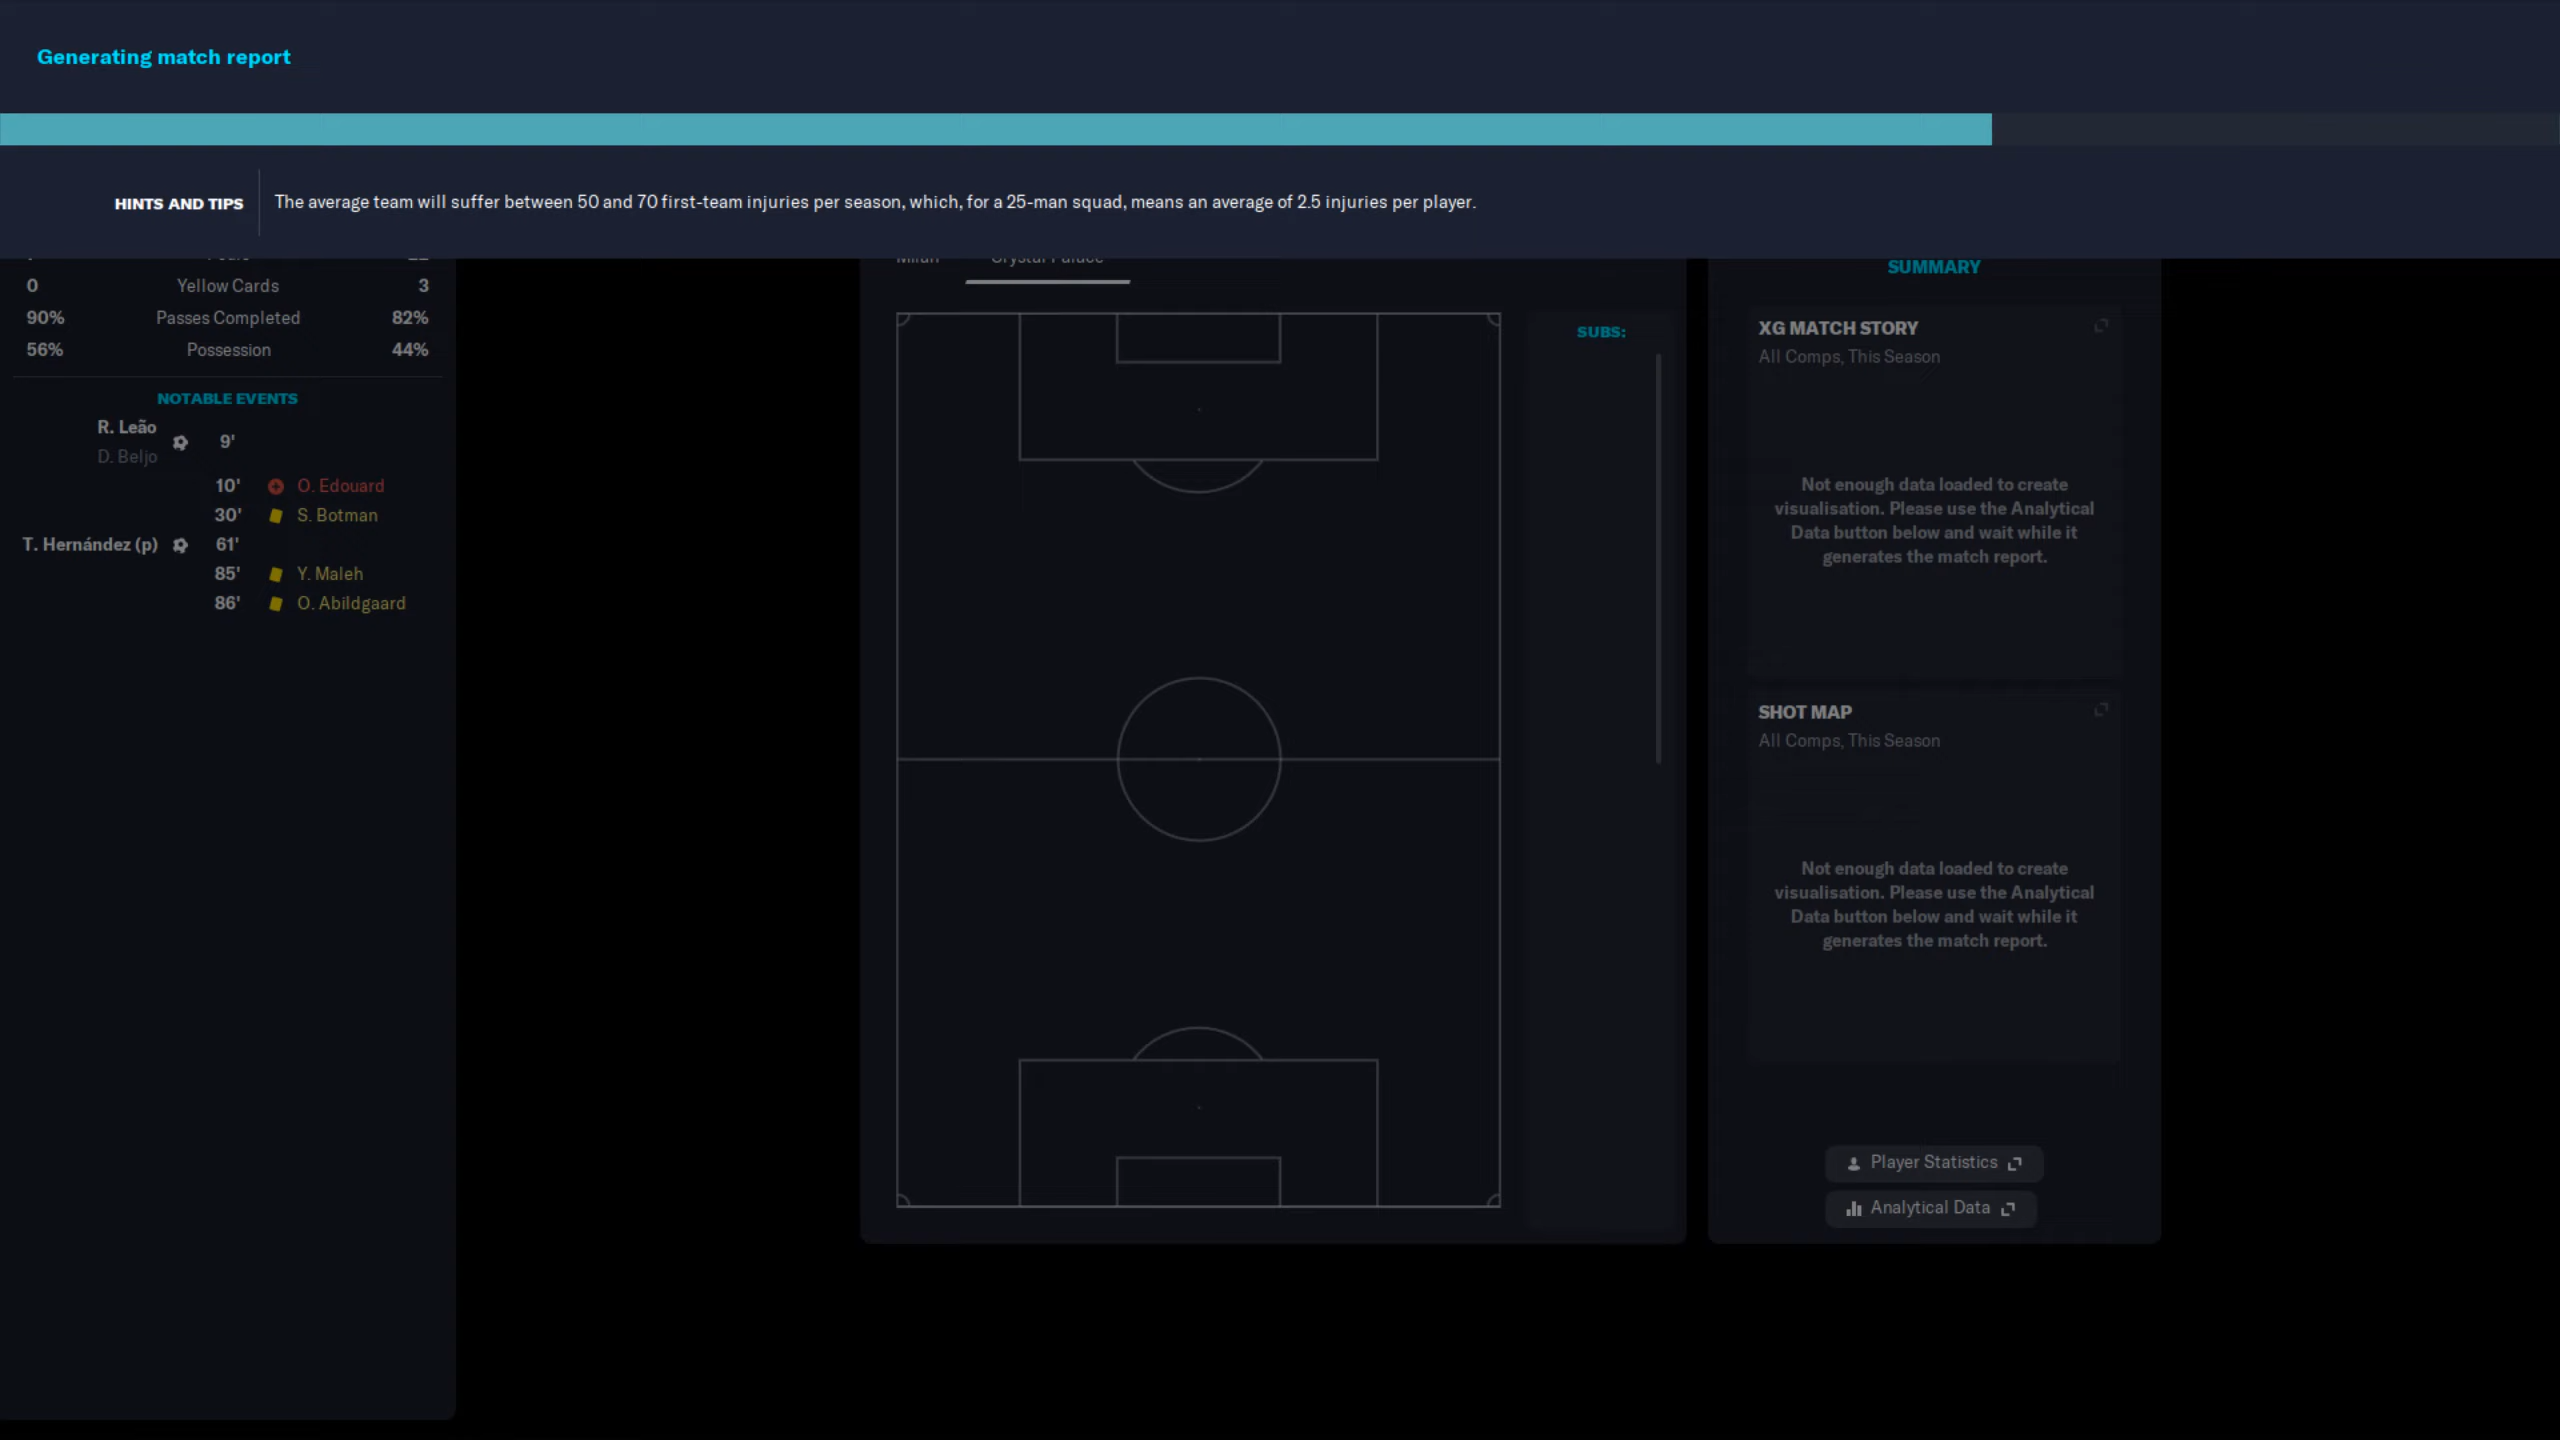 Generating match report
HINTS AND TIPS
The average team will suffer between 50 and 70 first-team injuries per season, which, for a 25-man squad, means an average of 2.5 injuries per player.
0 Yellow Cards 3
90% Passes Completed 82%
56% Possession 44%
NOTABLE EVENTS
R. Leão
9'
D. Beljo
10' O. Edouard
30' S. Botman
T. Hernández (p) 61'
85' Y. Maleh
86' O. Abildgaard
Milan Crystal Palace
SUBS:
SUMMARY
XG MATCH STORY
All Comps, This Season
Not enough data loaded to create
visualisation. Please use the Analytical
Data button below and wait while it
generates the match report.
SHOT MAP
All Comps, This Season
Not enough data loaded to create
visualisation. Please use the Analytical
Data button below and wait while it
generates the match report.
Player Statistics
Analytical Data